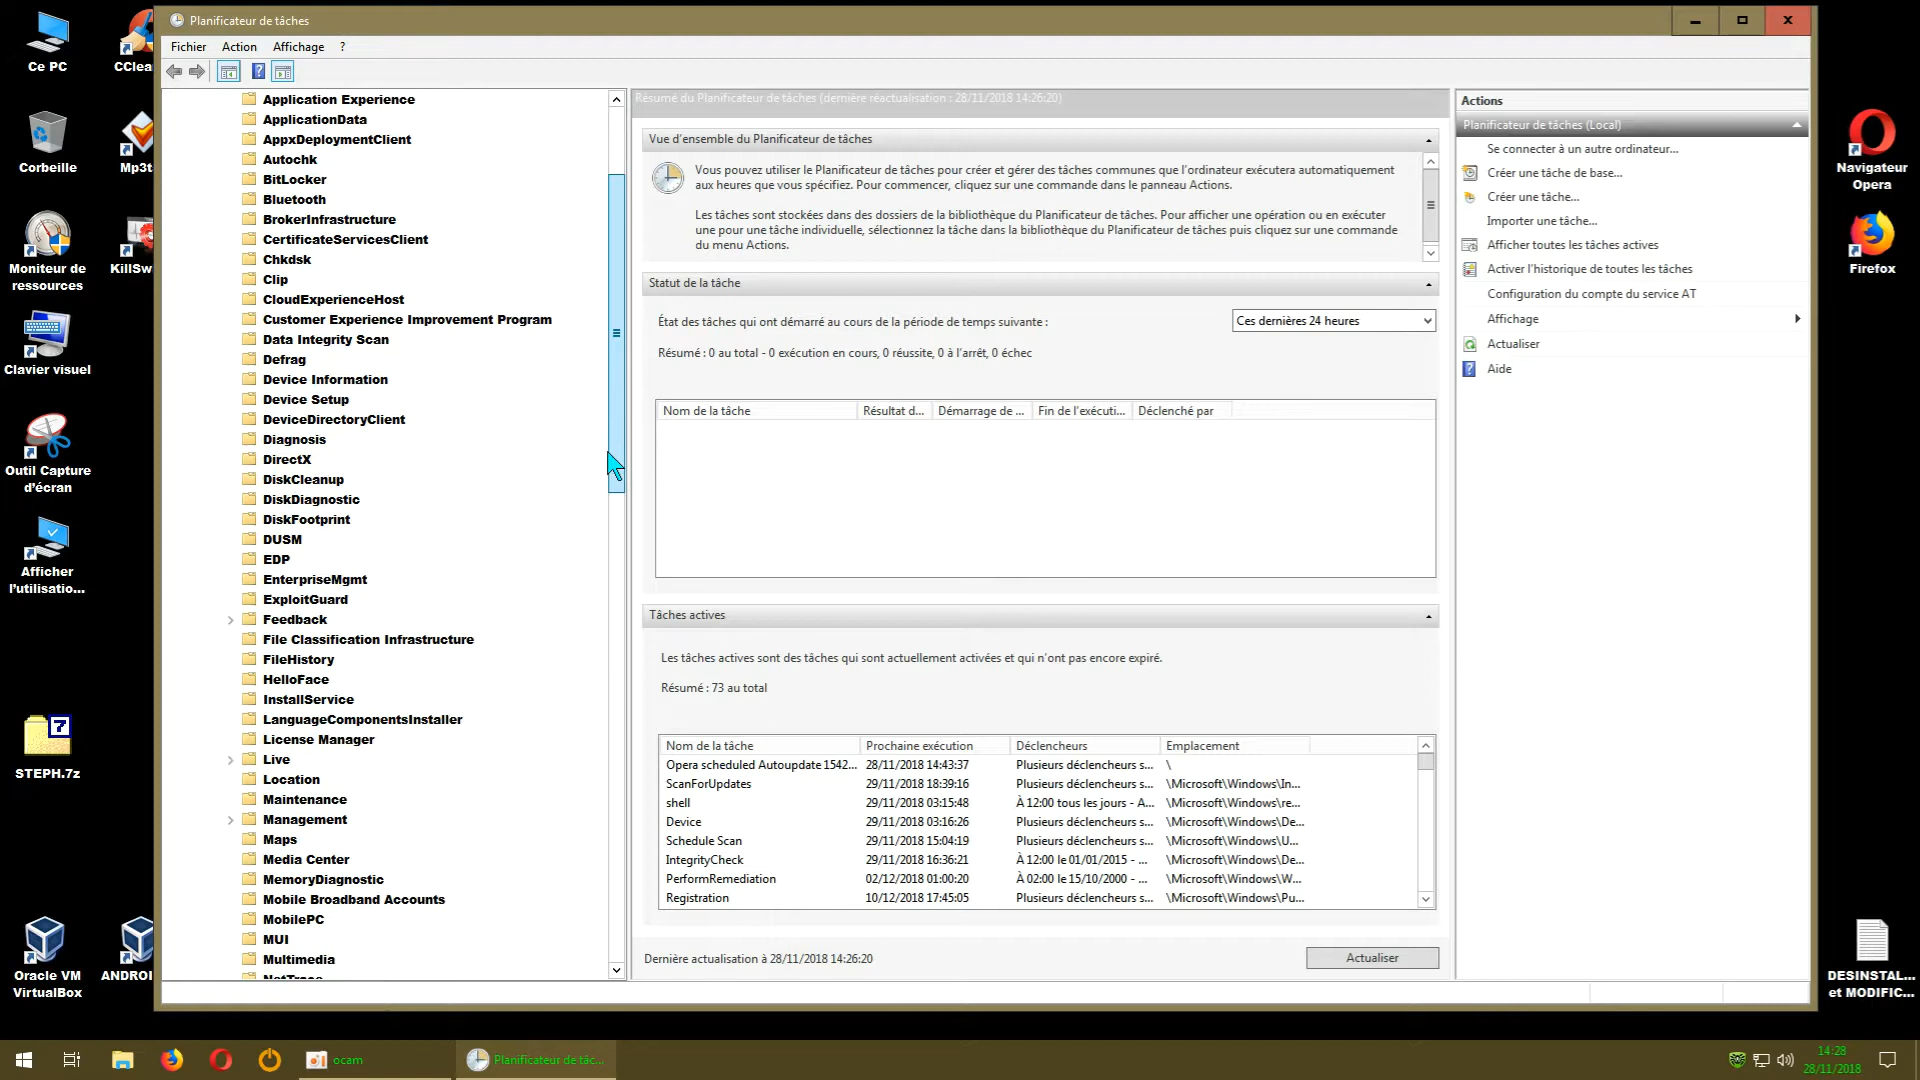 Planificateur de tâches
Fichier Action Affichage ?
Ce PC
Corbeille
Moniteur de
ressources
Clavier visuel
Outil Capture
d'écran
Afficher
l'utilisatio...
STEPH.7z
Oracle VM
VirtualBox
CClea
Mp3t
KillSw
ANDROI
Application Experience
ApplicationData
AppxDeploymentClient
Autochk
BitLocker
Bluetooth
BrokerInfrastructure
CertificateServicesClient
Chkdsk
Clip
CloudExperienceHost
Customer Experience Improvement Program
Data Integrity Scan
Defrag
Device Information
Device Setup
DeviceDirectoryClient
Diagnosis
DirectX
DiskCleanup
DiskDiagnostic
DiskFootprint
DUSM
EDP
EnterpriseMgmt
ExploitGuard
Feedback
File Classification Infrastructure
FileHistory
HelloFace
InstallService
LanguageComponentsInstaller
License Manager
Live
Location
Maintenance
Management
Maps
Media Center
MemoryDiagnostic
Mobile Broadband Accounts
MobilePC
MUI
Multimedia
NetTrace
Résumé du Planificateur de tâches (dernière réactualisation : 28/11/2018 14:26:20)
Vue d'ensemble du Planificateur de tâches
Vous pouvez utiliser le Planificateur de tâches pour créer et gérer des tâches communes que l'ordinateur exécutera automatiquement
aux heures que vous spécifiez. Pour commencer, cliquez sur une commande dans le panneau Actions.
Les tâches sont stockées dans des dossiers de la bibliothèque du Planificateur de tâches. Pour afficher une opération ou en exécuter
une pour une tâche individuelle, sélectionnez la tâche dans la bibliothèque du Planificateur de tâches puis cliquez sur une commande
du menu Actions.
Statut de la tâche
État des tâches qui ont démarré au cours de la période de temps suivante : Ces dernières 24 heures
Résumé : 0 au total - 0 exécution en cours, 0 réussite, 0 à l'arrêt, 0 échec
Nom de la tâche Résultat d... Démarrage de ... Fin de l'exécuti... Déclenché par
Tâches actives
Les tâches actives sont des tâches qui sont actuellement activées et qui n'ont pas encore expiré.
Résumé : 73 au total
Nom de la tâche Prochaine exécution Déclencheurs Emplacement
Opera scheduled Autoupdate 1542... 28/11/2018 14:43:37 Plusieurs déclencheurs s... \
ScanForUpdates 29/11/2018 18:39:16 Plusieurs déclencheurs s... \Microsoft\Windows\In...
shell 29/11/2018 03:15:48 À 12:00 tous les jours - A... \Microsoft\Windows\re...
Device 29/11/2018 03:16:26 Plusieurs déclencheurs s... \Microsoft\Windows\De...
Schedule Scan 29/11/2018 15:04:19 Plusieurs déclencheurs s... \Microsoft\Windows\U...
IntegrityCheck 29/11/2018 16:36:21 À 12:00 le 01/01/2015 - ... \Microsoft\Windows\De...
PerformRemediation 02/12/2018 01:00:20 À 02:00 le 15/10/2000 - ... \Microsoft\Windows\W...
Registration 10/12/2018 17:45:05 Plusieurs déclencheurs s... \Microsoft\Windows\Pu...
Dernière actualisation à 28/11/2018 14:26:20 Actualiser
Actions
Planificateur de tâches (Local)
Se connecter à un autre ordinateur...
Créer une tâche de base...
Créer une tâche...
Importer une tâche...
Afficher toutes les tâches actives
Activer l'historique de toutes les tâches
Configuration du compte du service AT
Affichage
Actualiser
Aide
Navigateur
Opera
Firefox
DESINSTAL...
et MODIFIC...
ocam
Planificateur de tâc...
14:28
28/11/2018